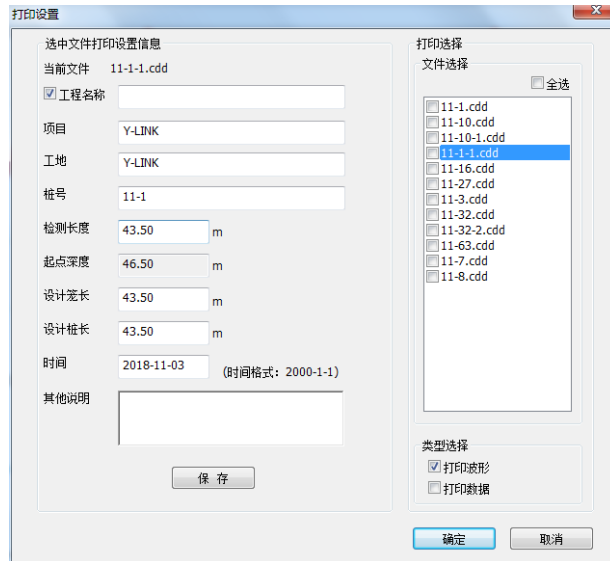 打印设置
选中文件打印设置信息
当前文件 11-1-1.cdd
工程名称
项目 Y-LINK
工地 Y-LINK
桩号 11-1
检测长度 43.50 m
起点深度 46.50 m
设计笼长 43.50 m
设计桩长 43.50 m
时间 2018-11-03 (时间格式：2000-1-1)
其他说明
保 存
打印选择
文件选择
全选
11-1.cdd
11-10.cdd
11-10-1.cdd
11-1-1.cdd
11-16.cdd
11-27.cdd
11-3.cdd
11-32.cdd
11-32-2.cdd
11-63.cdd
11-7.cdd
11-8.cdd
类型选择
打印波形
打印数据
确定 取消